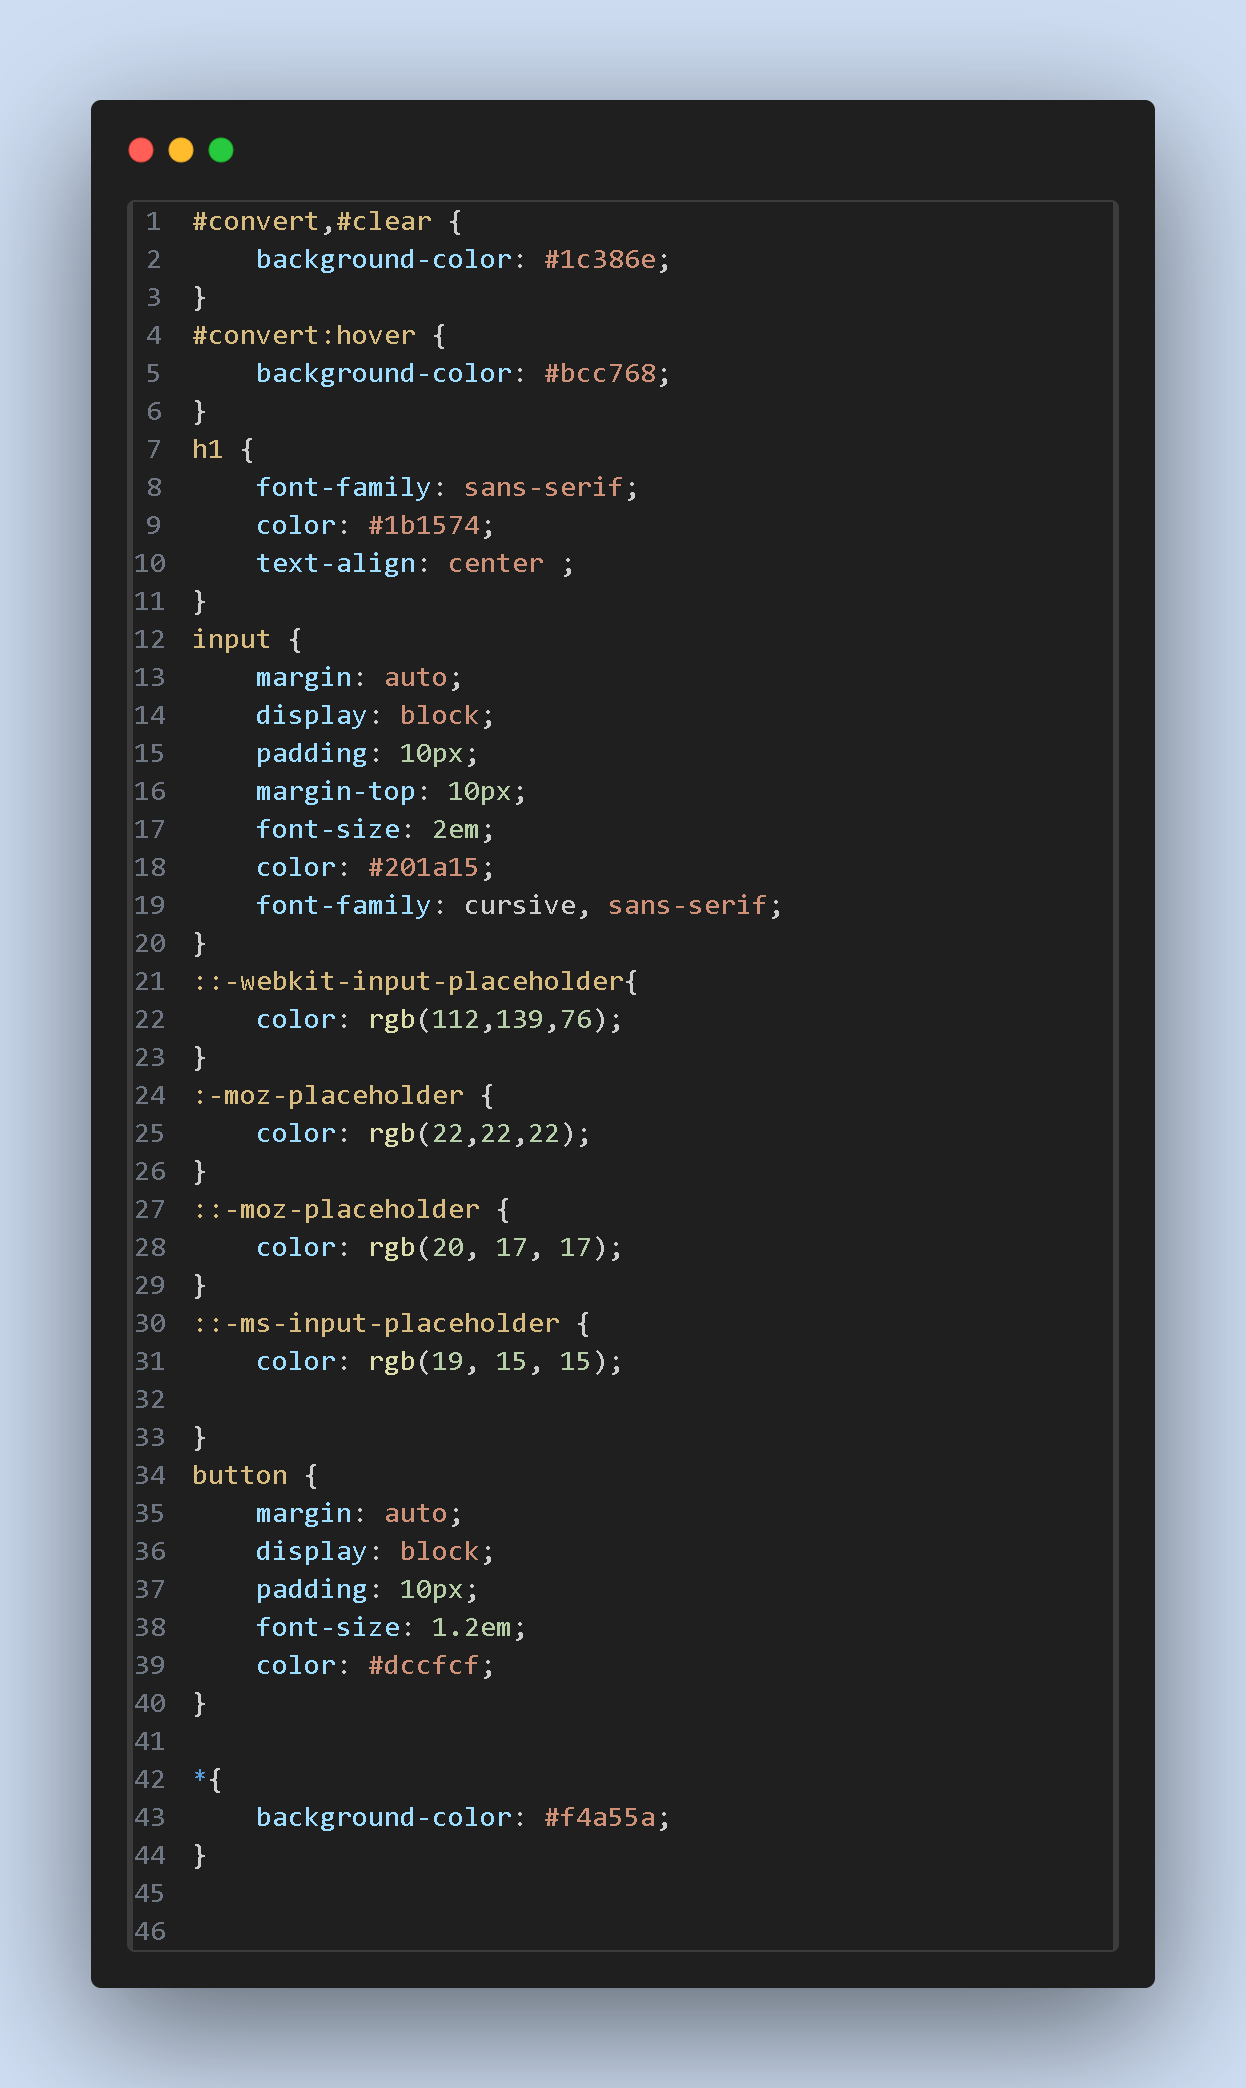 1 #convert,#clear {
2     background-color: #1c386e;
3 }
4 #convert:hover {
5     background-color: #bcc768;
6 }
7 h1 {
8     font-family: sans-serif;
9     color: #1b1574;
10     text-align: center ;
11 }
12 input {
13     margin: auto;
14     display: block;
15     padding: 10px;
16     margin-top: 10px;
17     font-size: 2em;
18     color: #201a15;
19     font-family: cursive, sans-serif;
20 }
21 ::-webkit-input-placeholder{
22     color: rgb(112,139,76);
23 }
24 :-moz-placeholder {
25     color: rgb(22,22,22);
26 }
27 ::-moz-placeholder {
28     color: rgb(20, 17, 17);
29 }
30 ::-ms-input-placeholder {
31     color: rgb(19, 15, 15);
32
33 }
34 button {
35     margin: auto;
36     display: block;
37     padding: 10px;
38     font-size: 1.2em;
39     color: #dccfcf;
40 }
41
42 *{
43     background-color: #f4a55a;
44 }
45
46